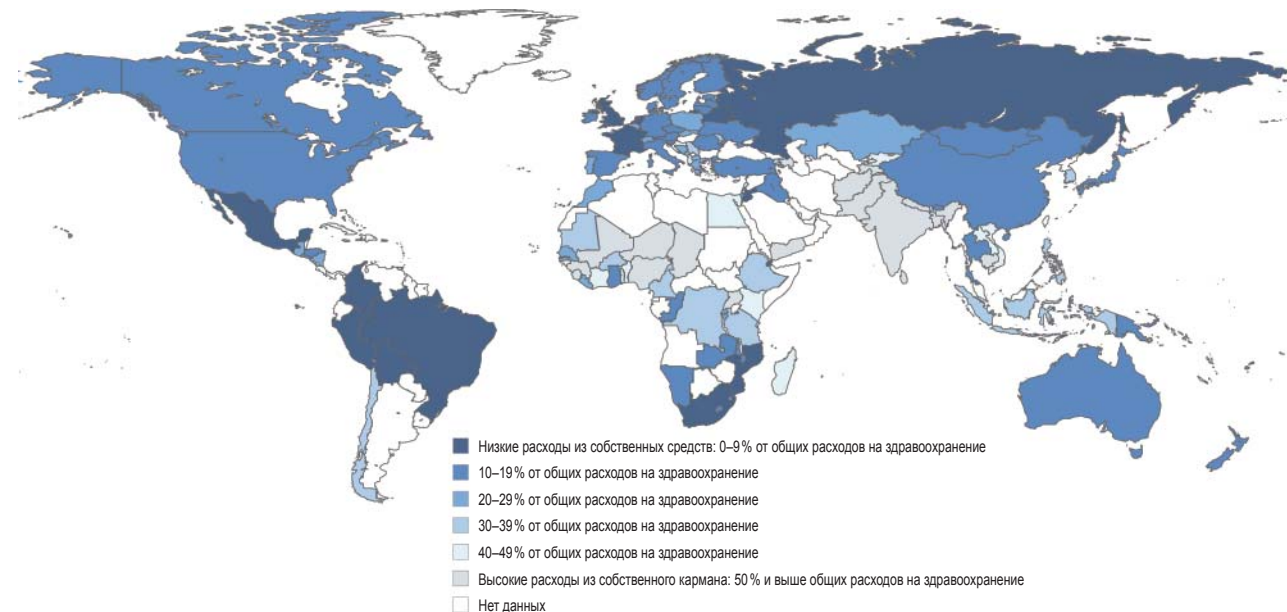 Низкие расходы из собственных средств: 0–9 % от общих расходов на здравоохранение
10–19 % от общих расходов на здравоохранение
20–29 % от общих расходов на здравоохранение
30–39 % от общих расходов на здравоохранение
40–49 % от общих расходов на здравоохранение
Высокие расходы из собственного кармана: 50 % и выше общих расходов на здравоохранение
Нет данных